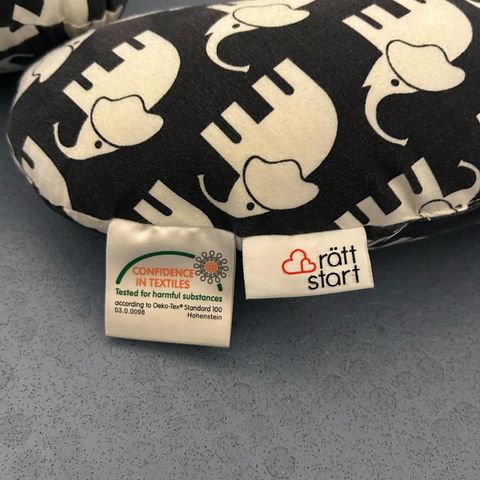 CONFIDENCE
IN TEXTILES
Tested for harmful substances
according to Oeko-Tex® Standard 100
03.0.0098 Hohenstein
rätt
start